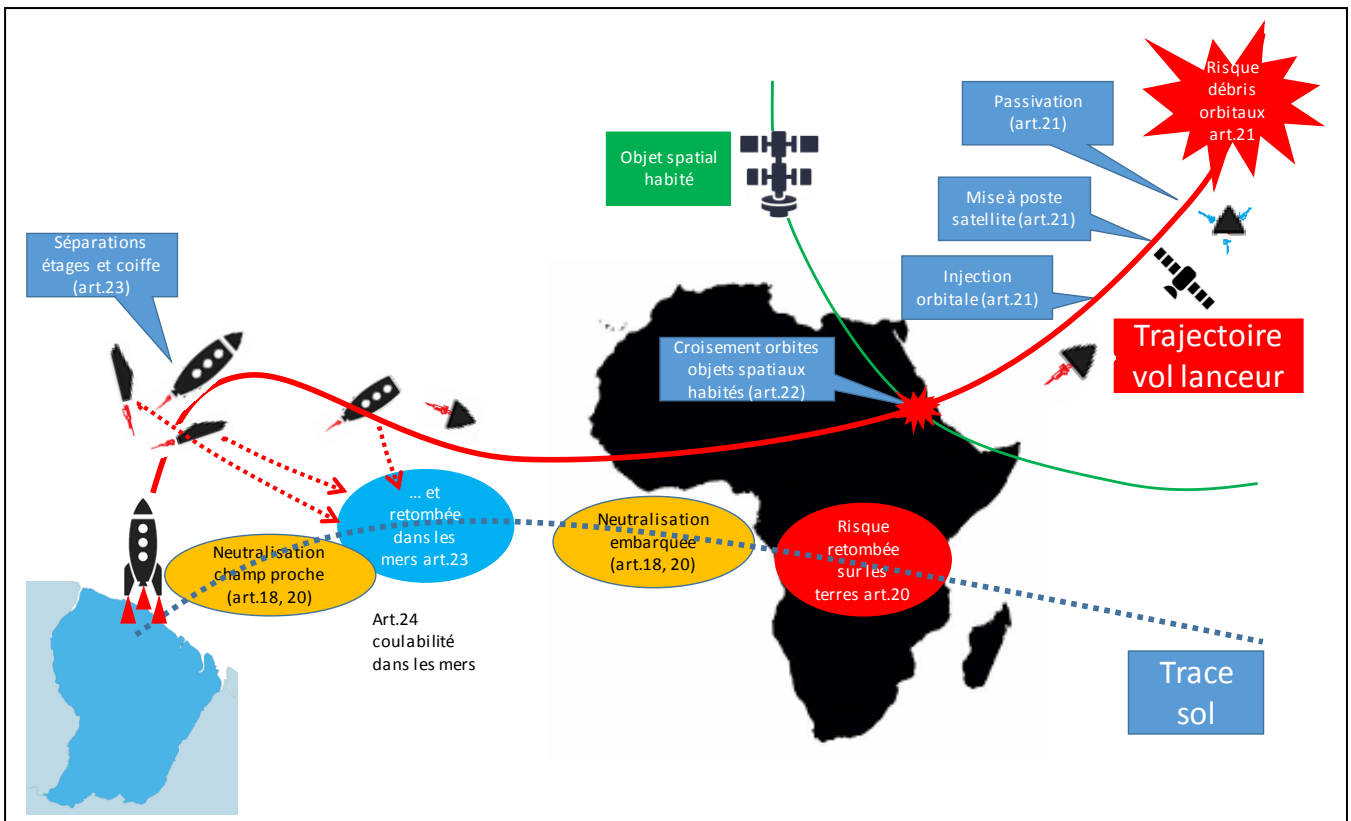 Risque
débris
orbitaux
art.21
Passivation
(art.21)
Objet spatial
habité
Mise à poste
satellite (art.21)
Séparations
étages et coiffe
(art.23)
Injection
orbitale (art.21)
Trajectoire
vol lanceur
Croisement orbites
objets spatiaux
habités (art.22)
... et
retombée
dans les
mers art.23
Neutralisation
champ proche
(art.18, 20)
Neutralisation
embarquée
(art.18, 20)
Risque
retombée
sur les
terres art.20
Art.24
coulabilité
dans les mers
Trace
sol